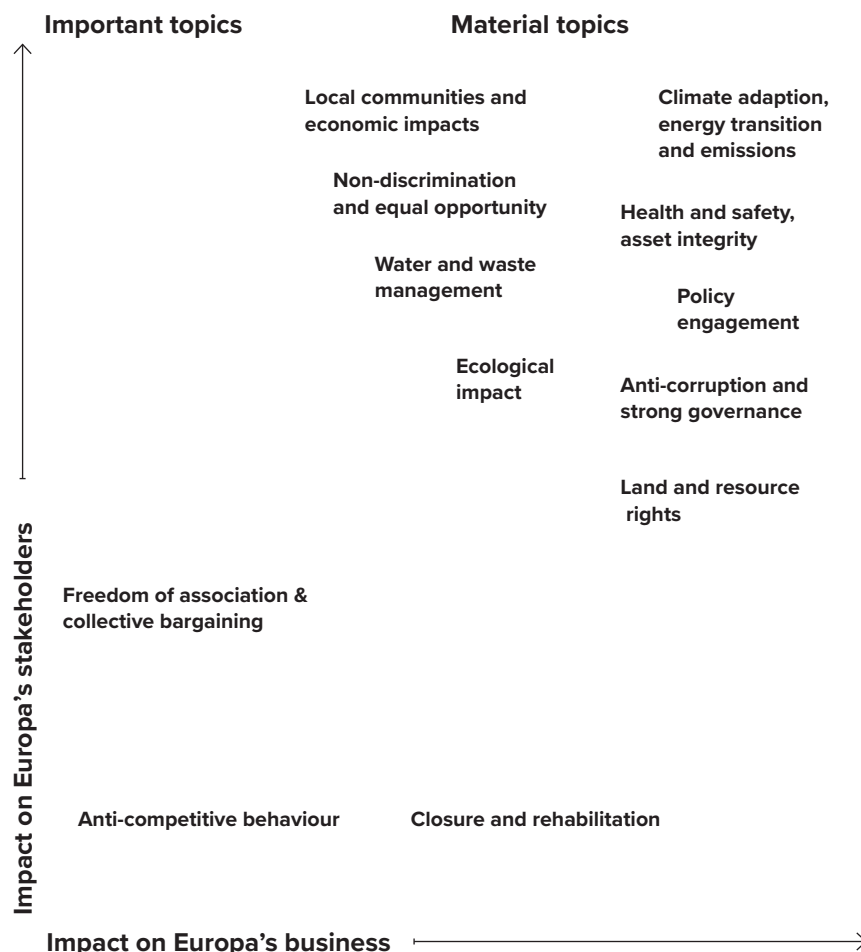 Important topics
Material topics
Local communities and
economic impacts
Climate adaption,
energy transition
and emissions
Non-discrimination
and equal opportunity
Health and safety,
asset integrity
Water and waste
management
Policy
engagement
Ecological
impact
Anti-corruption and
strong governance
Land and resource
rights
Freedom of association &
collective bargaining
Anti-competitive behaviour
Closure and rehabilitation
Impact on Europa’s stakeholders
Impact on Europa’s business